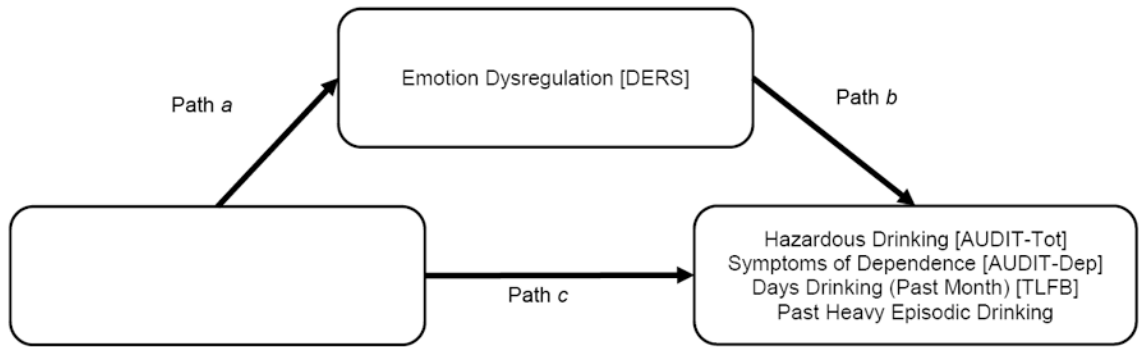 Emotion Dysregulation [DERS]
Path a
Path b
Hazardous Drinking [AUDIT-Tot]
Symptoms of Dependence [AUDIT-Dep]
Days Drinking (Past Month) [TLFB]
Past Heavy Episodic Drinking
Path c